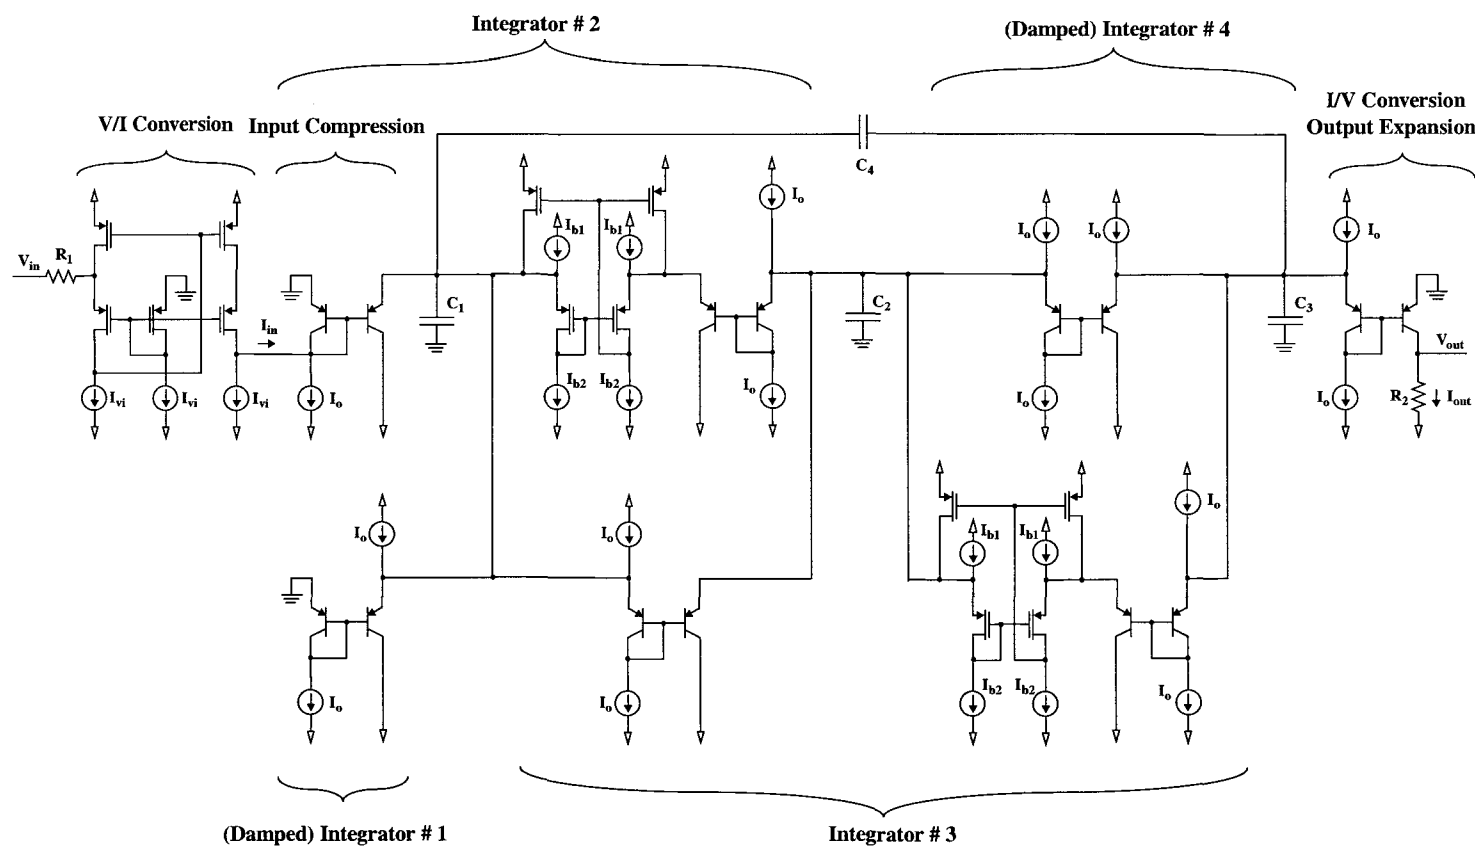 Integrator # 2
(Damped) Integrator # 4
I/V Conversion
Output Expansion
V/I Conversion
Input Compression
C4
Io
Ib1
Ib1
Io
Io
Io
Vin
R1
C1
C2
C3
Iin
Vout
Ivi
Ivi
Ivi
Io
Ib2
Ib2
Io
Io
Io
R2
Iout
Io
Io
Ib1
Ib1
Io
Io
Io
Ib2
Ib2
Io
(Damped) Integrator # 1
Integrator # 3